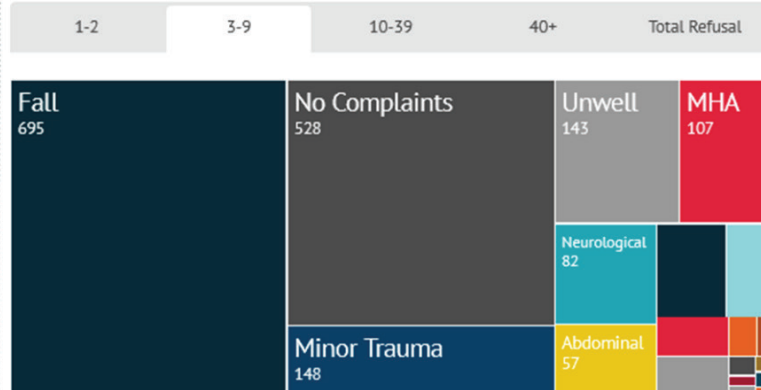 1-2
3-9
10-39
40+
Total Refusal
Fall
695
No Complaints
528
Unwell
143
MHA
107
Neurological
82
Minor Trauma
148
Abdominal
57